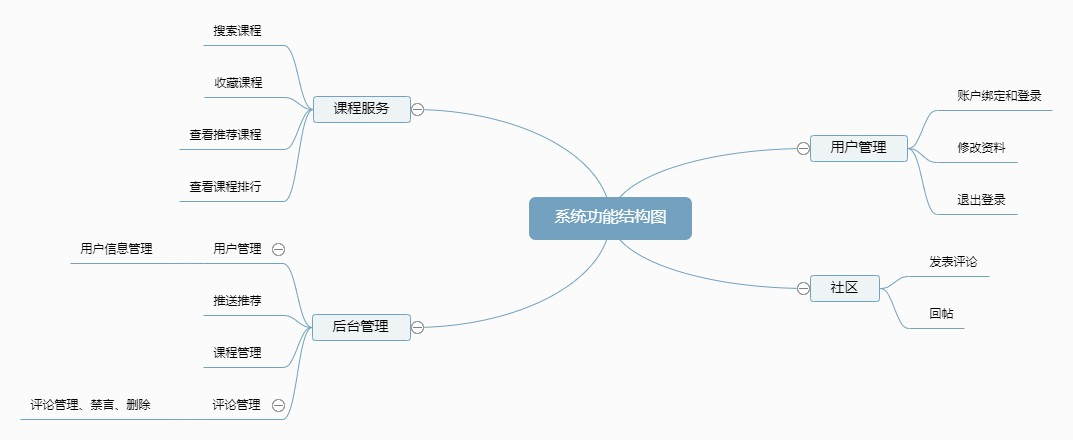 系统功能结构图
课程服务
搜索课程
收藏课程
查看推荐课程
查看课程排行
后台管理
用户管理
用户信息管理
推送推荐
课程管理
评论管理
评论管理、禁言、删除
用户管理
账户绑定和登录
修改资料
退出登录
社区
发表评论
回帖